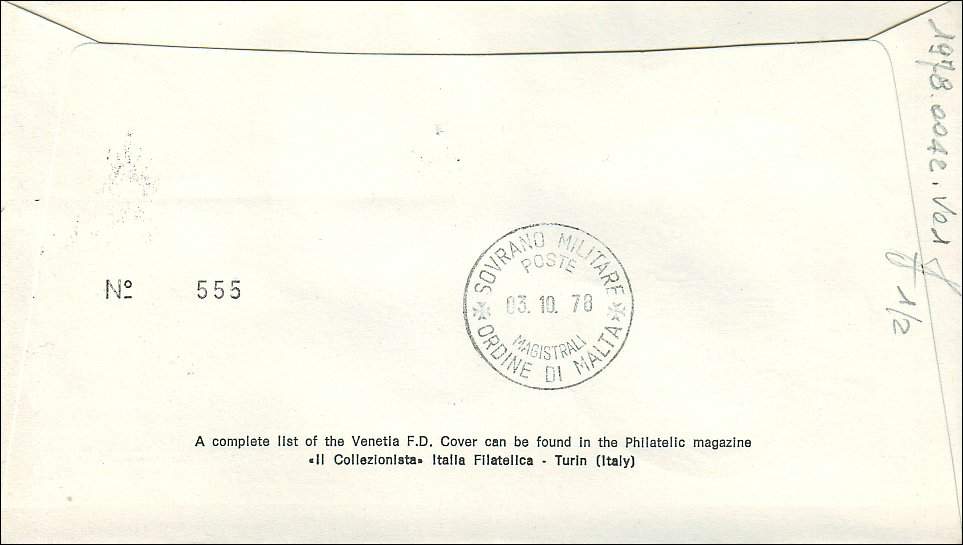 1978.0042.V01
1/2
Nº 555
SOVRANO MILITARE
POSTE
03.10.78
MAGISTRALI
ORDINE DI MALTA
A complete list of the Venetia F.D. Cover can be found in the Philatelic magazine
«Il Collezionista» Italia Filatelica - Turin (Italy)